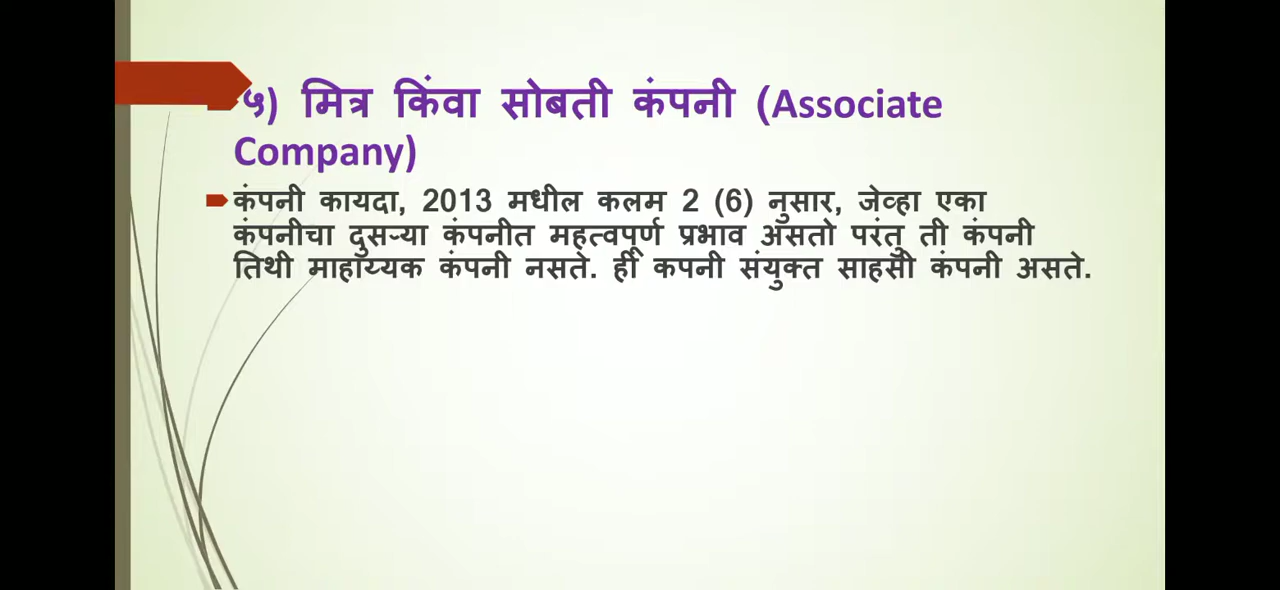 ५) मित्र किंवा सोबती कंपनी (Associate
Company)
कंपनी कायदा, 2013 मधील कलम 2 (6) नुसार, जेव्हा एका
कंपनीचा दुसऱ्या कंपनीत महत्वपूर्ण प्रभाव असतो परंतु ती कंपनी
तिथी माहाय्यक कंपनी नसते. ही कपनी संयुक्त साहसी कंपनी असते.